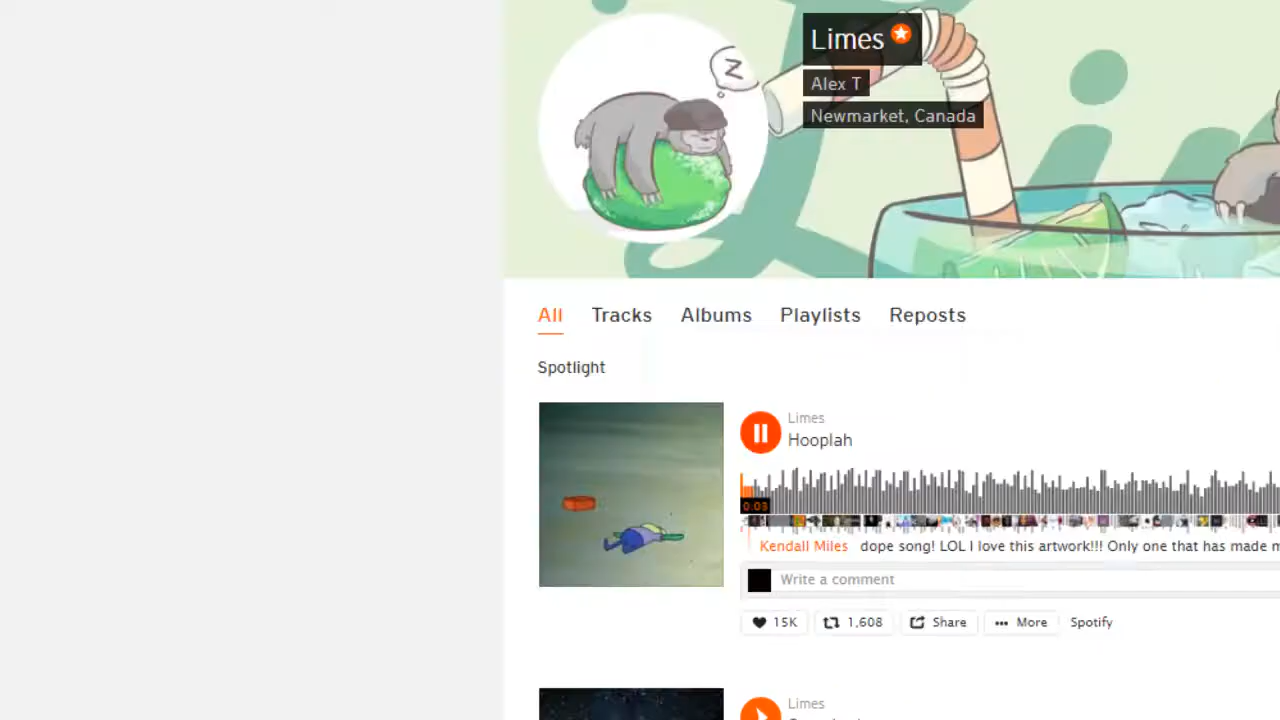 Limes
Alex T
Newmarket, Canada
Z
All Tracks Albums Playlists Reposts
Spotlight
Limes
Hooplah
0:03
Kendall Miles dope song! LOL I love this artwork!!! Only one that has made
Write a comment
15K 1,608 Share More Spotify
Limes